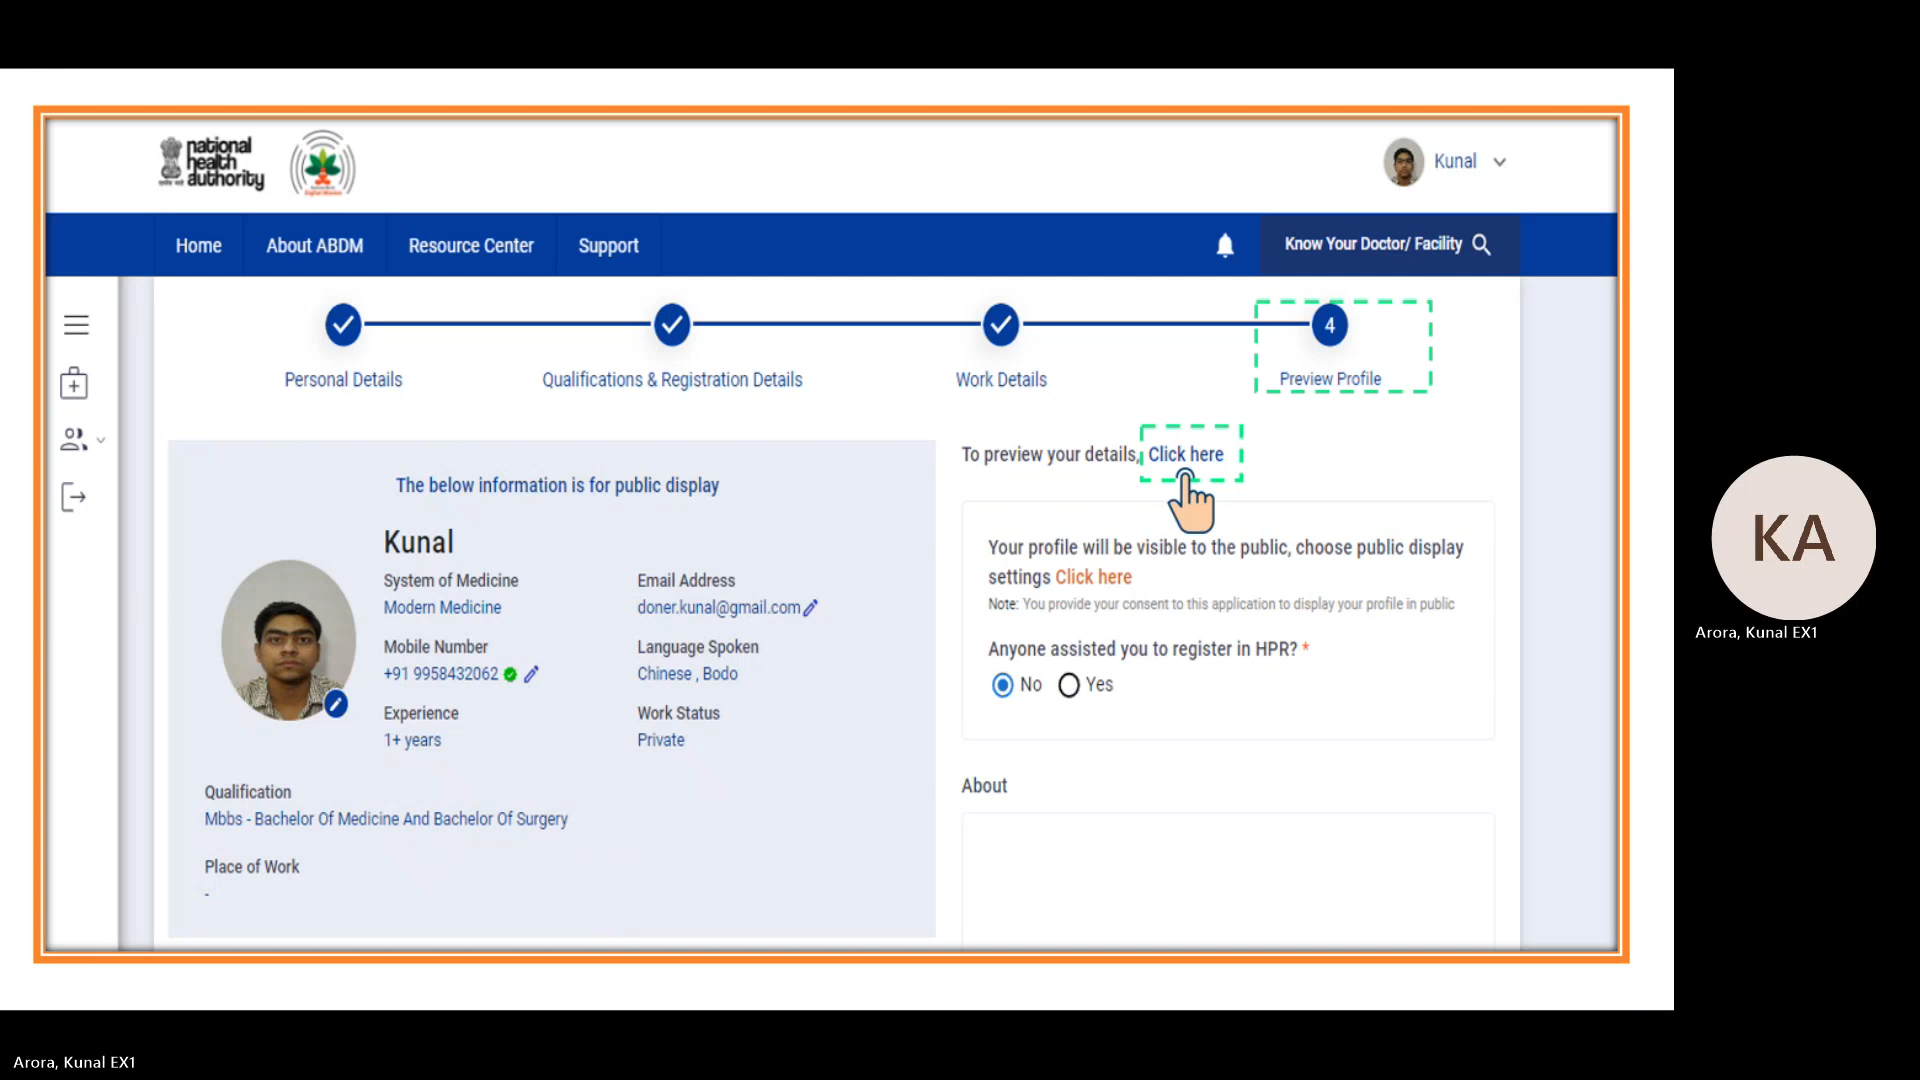 national
health
authority
Kunal
Home
About ABDM
Resource Center
Support
Know Your Doctor/ Facility
4
Personal Details
Qualifications & Registration Details
Work Details
Preview Profile
To preview your details, Click here
The below information is for public display
Kunal
System of Medicine
Modern Medicine
Email Address
doner.kunal@gmail.com
Mobile Number
+91 9958432062
Language Spoken
Chinese , Bodo
Experience
1+ years
Work Status
Private
Qualification
Mbbs - Bachelor Of Medicine And Bachelor Of Surgery
Place of Work
-
Your profile will be visible to the public, choose public display
settings Click here
Note: You provide your consent to this application to display your profile in public
Anyone assisted you to register in HPR? *
No Yes
About
KA
Arora, Kunal EX1
Arora, Kunal EX1